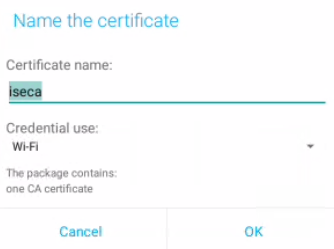 Name the certificate
Certificate name:
iseca
Credential use:
Wi-Fi
The package contains:
one CA certificate
Cancel
OK